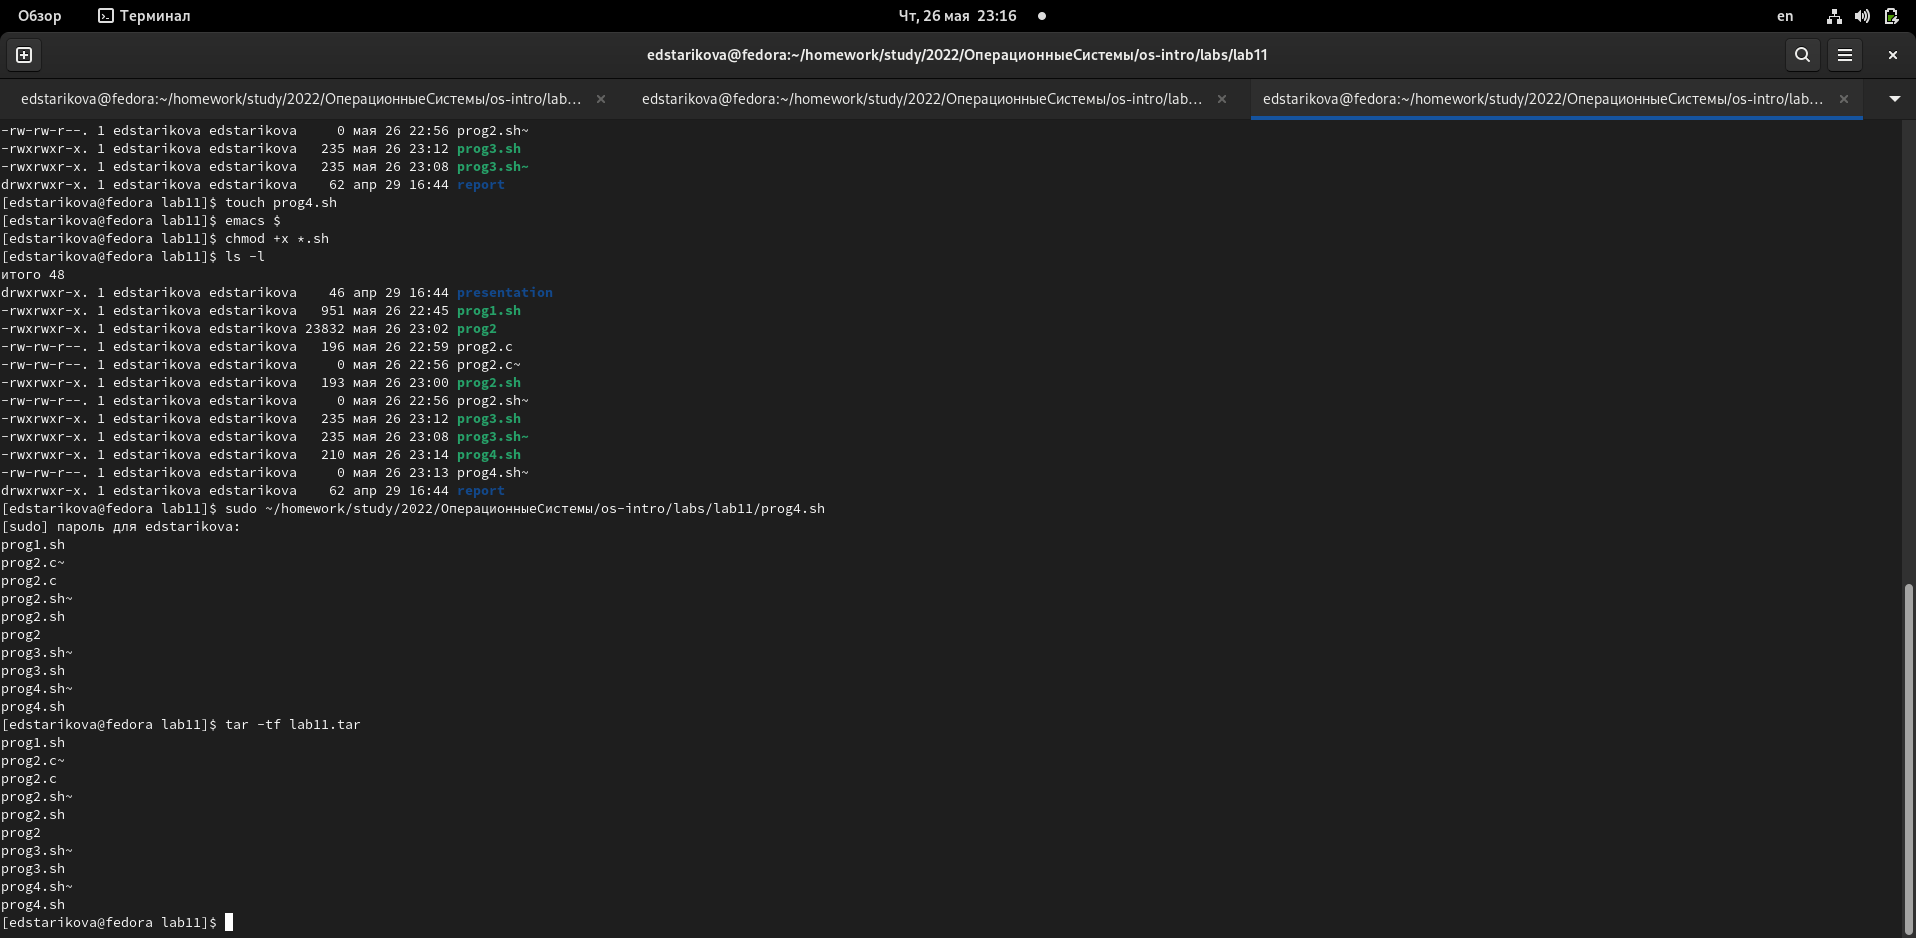 Обзор Терминал Чт, 26 мая 23:16 en
edstarikova@fedora:~/homework/study/2022/ОперационныеСистемы/os-intro/labs/lab11
edstarikova@fedora:~/homework/study/2022/ОперационныеСистемы/os-intro/lab... edstarikova@fedora:~/homework/study/2022/ОперационныеСистемы/os-intro/lab... edstarikova@fedora:~/homework/study/2022/ОперационныеСистемы/os-intro/lab...
-rw-rw-r--. 1 edstarikova edstarikova     0 мая 26 22:56 prog2.sh~
-rwxrwxr-x. 1 edstarikova edstarikova   235 мая 26 23:12 prog3.sh
-rwxrwxr-x. 1 edstarikova edstarikova   235 мая 26 23:08 prog3.sh~
drwxrwxr-x. 1 edstarikova edstarikova    62 апр 29 16:44 report
[edstarikova@fedora lab11]$ touch prog4.sh
[edstarikova@fedora lab11]$ emacs $
[edstarikova@fedora lab11]$ chmod +x *.sh
[edstarikova@fedora lab11]$ ls -l
итого 48
drwxrwxr-x. 1 edstarikova edstarikova    46 апр 29 16:44 presentation
-rwxrwxr-x. 1 edstarikova edstarikova   951 мая 26 22:45 prog1.sh
-rwxrwxr-x. 1 edstarikova edstarikova 23832 мая 26 23:02 prog2
-rw-rw-r--. 1 edstarikova edstarikova   196 мая 26 22:59 prog2.c
-rw-rw-r--. 1 edstarikova edstarikova     0 мая 26 22:56 prog2.c~
-rwxrwxr-x. 1 edstarikova edstarikova   193 мая 26 23:00 prog2.sh
-rw-rw-r--. 1 edstarikova edstarikova     0 мая 26 22:56 prog2.sh~
-rwxrwxr-x. 1 edstarikova edstarikova   235 мая 26 23:12 prog3.sh
-rwxrwxr-x. 1 edstarikova edstarikova   235 мая 26 23:08 prog3.sh~
-rwxrwxr-x. 1 edstarikova edstarikova   210 мая 26 23:14 prog4.sh
-rw-rw-r--. 1 edstarikova edstarikova     0 мая 26 23:13 prog4.sh~
drwxrwxr-x. 1 edstarikova edstarikova    62 апр 29 16:44 report
[edstarikova@fedora lab11]$ sudo ~/homework/study/2022/ОперационныеСистемы/os-intro/labs/lab11/prog4.sh
[sudo] пароль для edstarikova:
prog1.sh
prog2.c~
prog2.c
prog2.sh~
prog2.sh
prog2
prog3.sh~
prog3.sh
prog4.sh~
prog4.sh
[edstarikova@fedora lab11]$ tar -tf lab11.tar
prog1.sh
prog2.c~
prog2.c
prog2.sh~
prog2.sh
prog2
prog3.sh~
prog3.sh
prog4.sh~
prog4.sh
[edstarikova@fedora lab11]$